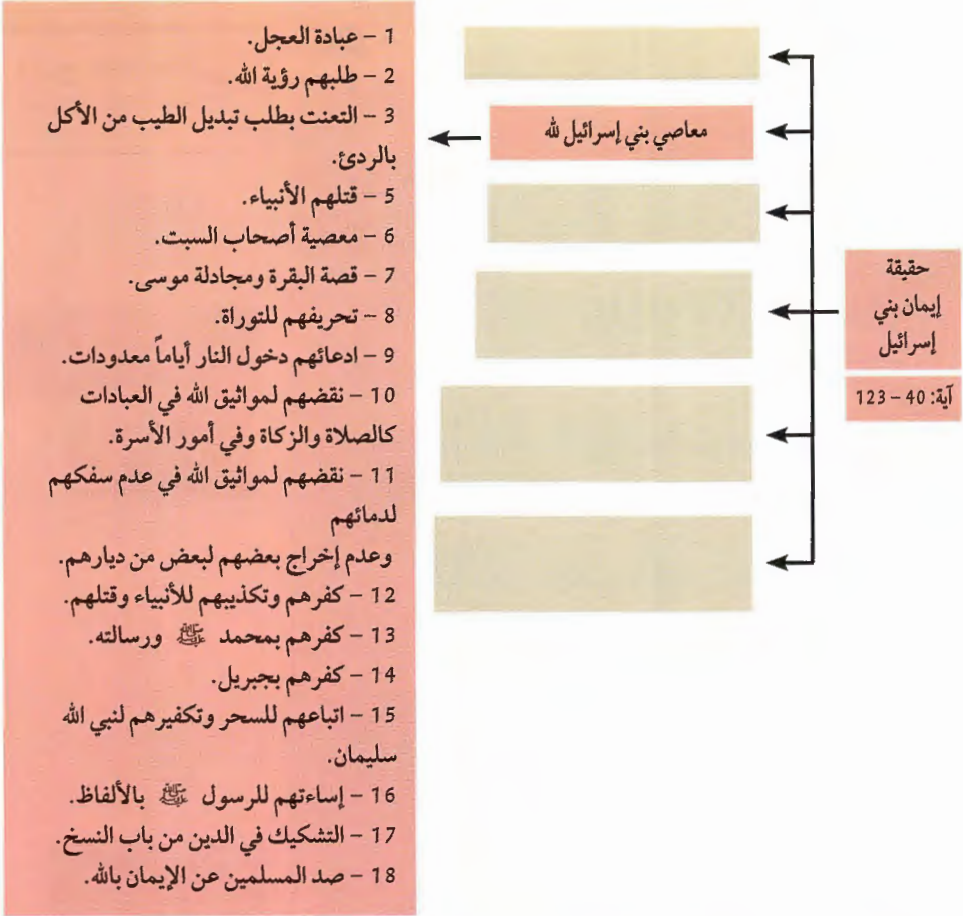 حقيقة
إيمان بني
إسرائيل
آية: 40 – 123
معاصي بني إسرائيل لله
1 – عبادة العجل.
2 – طلبهم رؤية الله.
3 – التعنت بطلب تبديل الطيب من الأكل
بالردئ.
5 – قتلهم الأنبياء.
6 – معصية أصحاب السبت.
7 – قصة البقرة ومجادلة موسى.
8 – تحريفهم للتوراة.
9 – ادعائهم دخول النار أياماً معدودات.
10 – نقضهم لمواثيق الله في العبادات
كالصلاة والزكاة وفي أمور الأسرة.
11 – نقضهم لمواثيق الله في عدم سفكهم
لدمائهم
وعدم إخراج بعضهم لبعض من ديارهم.
12 – كفرهم وتكذيبهم للأنبياء وقتلهم.
13 – كفرهم بمحمد ﷺ ورسالته.
14 – كفرهم بجبريل.
15 – اتباعهم للسحر وتكفيرهم لنبي الله
سليمان.
16 – إساءتهم للرسول ﷺ بالألفاظ.
17 – التشكيك في الدين من باب النسخ.
18 – صد المسلمين عن الإيمان بالله.